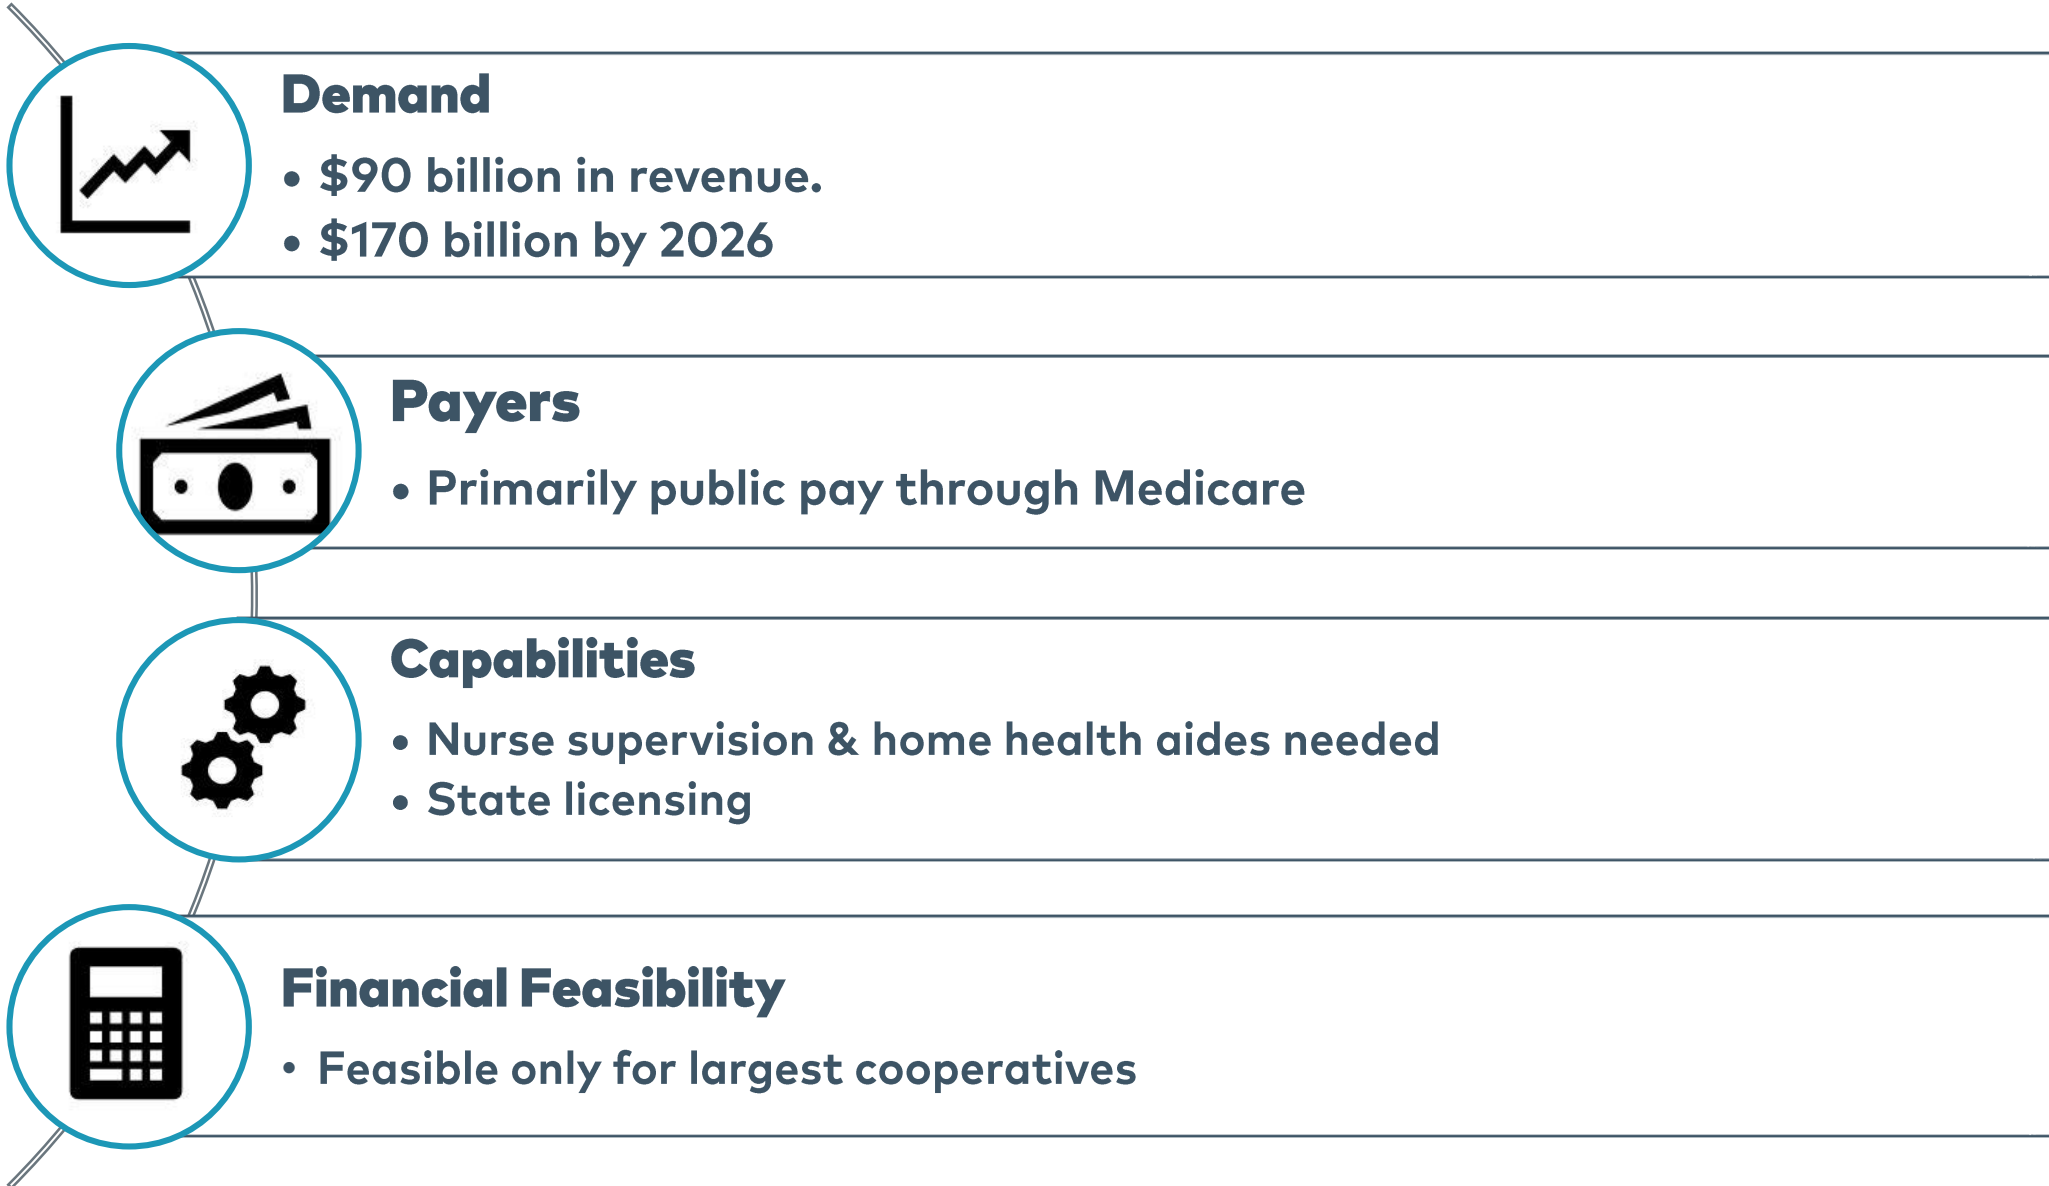 Demand
• $90 billion in revenue.
• $170 billion by 2026
Payers
• Primarily public pay through Medicare
Capabilities
• Nurse supervision & home health aides needed
• State licensing
Financial Feasibility
• Feasible only for largest cooperatives